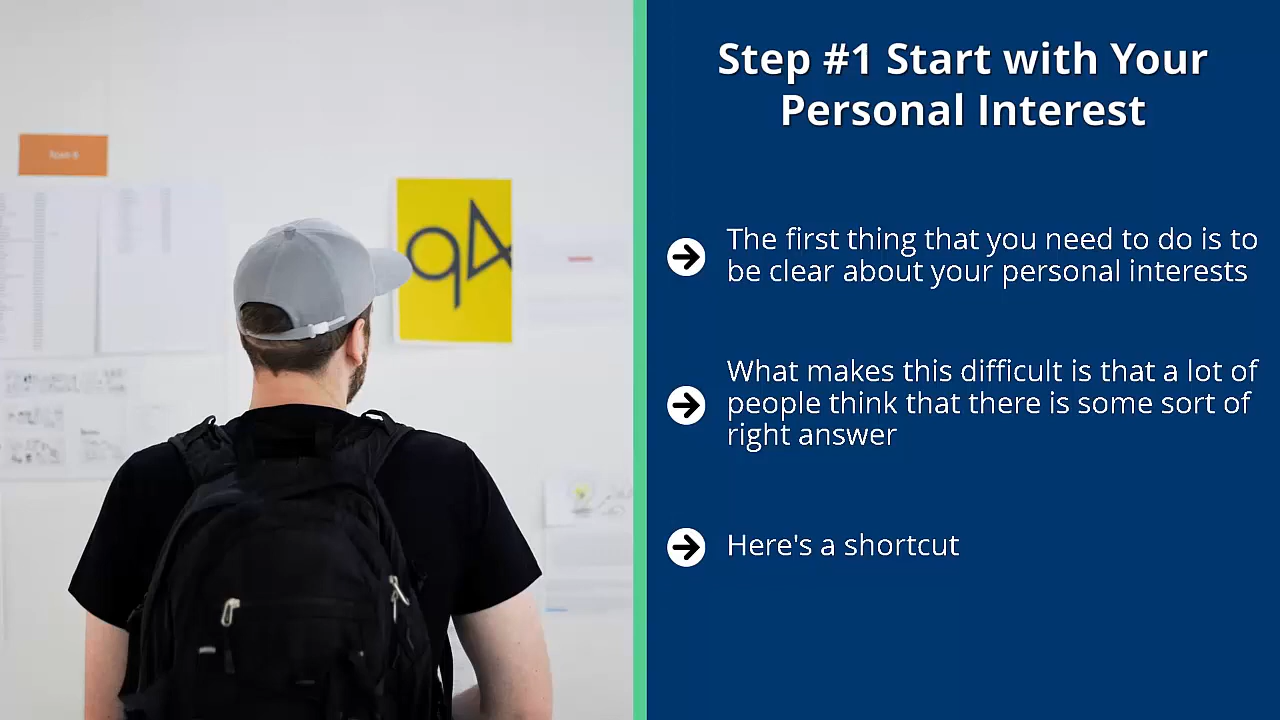 Step #1 Start with Your
Personal Interest
The first thing that you need to do is to
be clear about your personal interests
What makes this difficult is that a lot of
people think that there is some sort of
right answer
Here's a shortcut
94